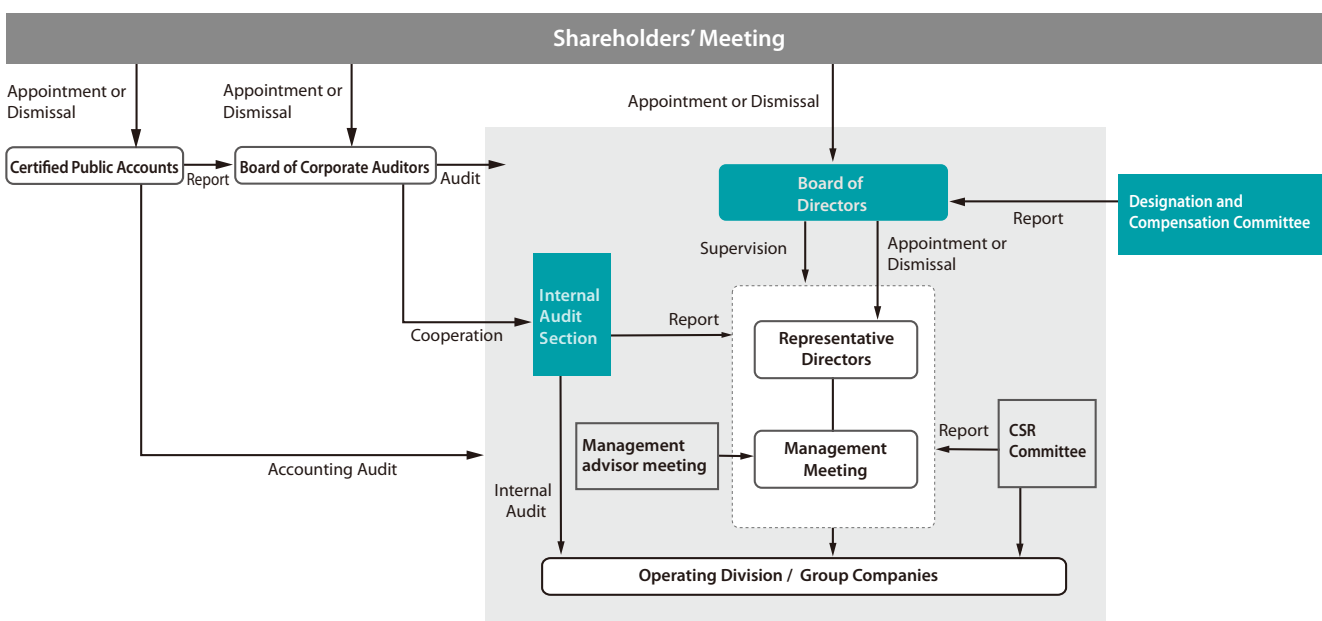 Shareholders' Meeting
Appointment or
Dismissal
Appointment or
Dismissal
Appointment or Dismissal
Certified Public Accounts
Report
Board of Corporate Auditors
Audit
Board of
Directors
Report
Designation and
Compensation Committee
Supervision
Appointment or
Dismissal
Internal
Audit
Section
Cooperation
Report
Representative
Directors
Management
advisor meeting
Management
Meeting
Report
CSR
Committee
Accounting Audit
Internal
Audit
Operating Division / Group Companies